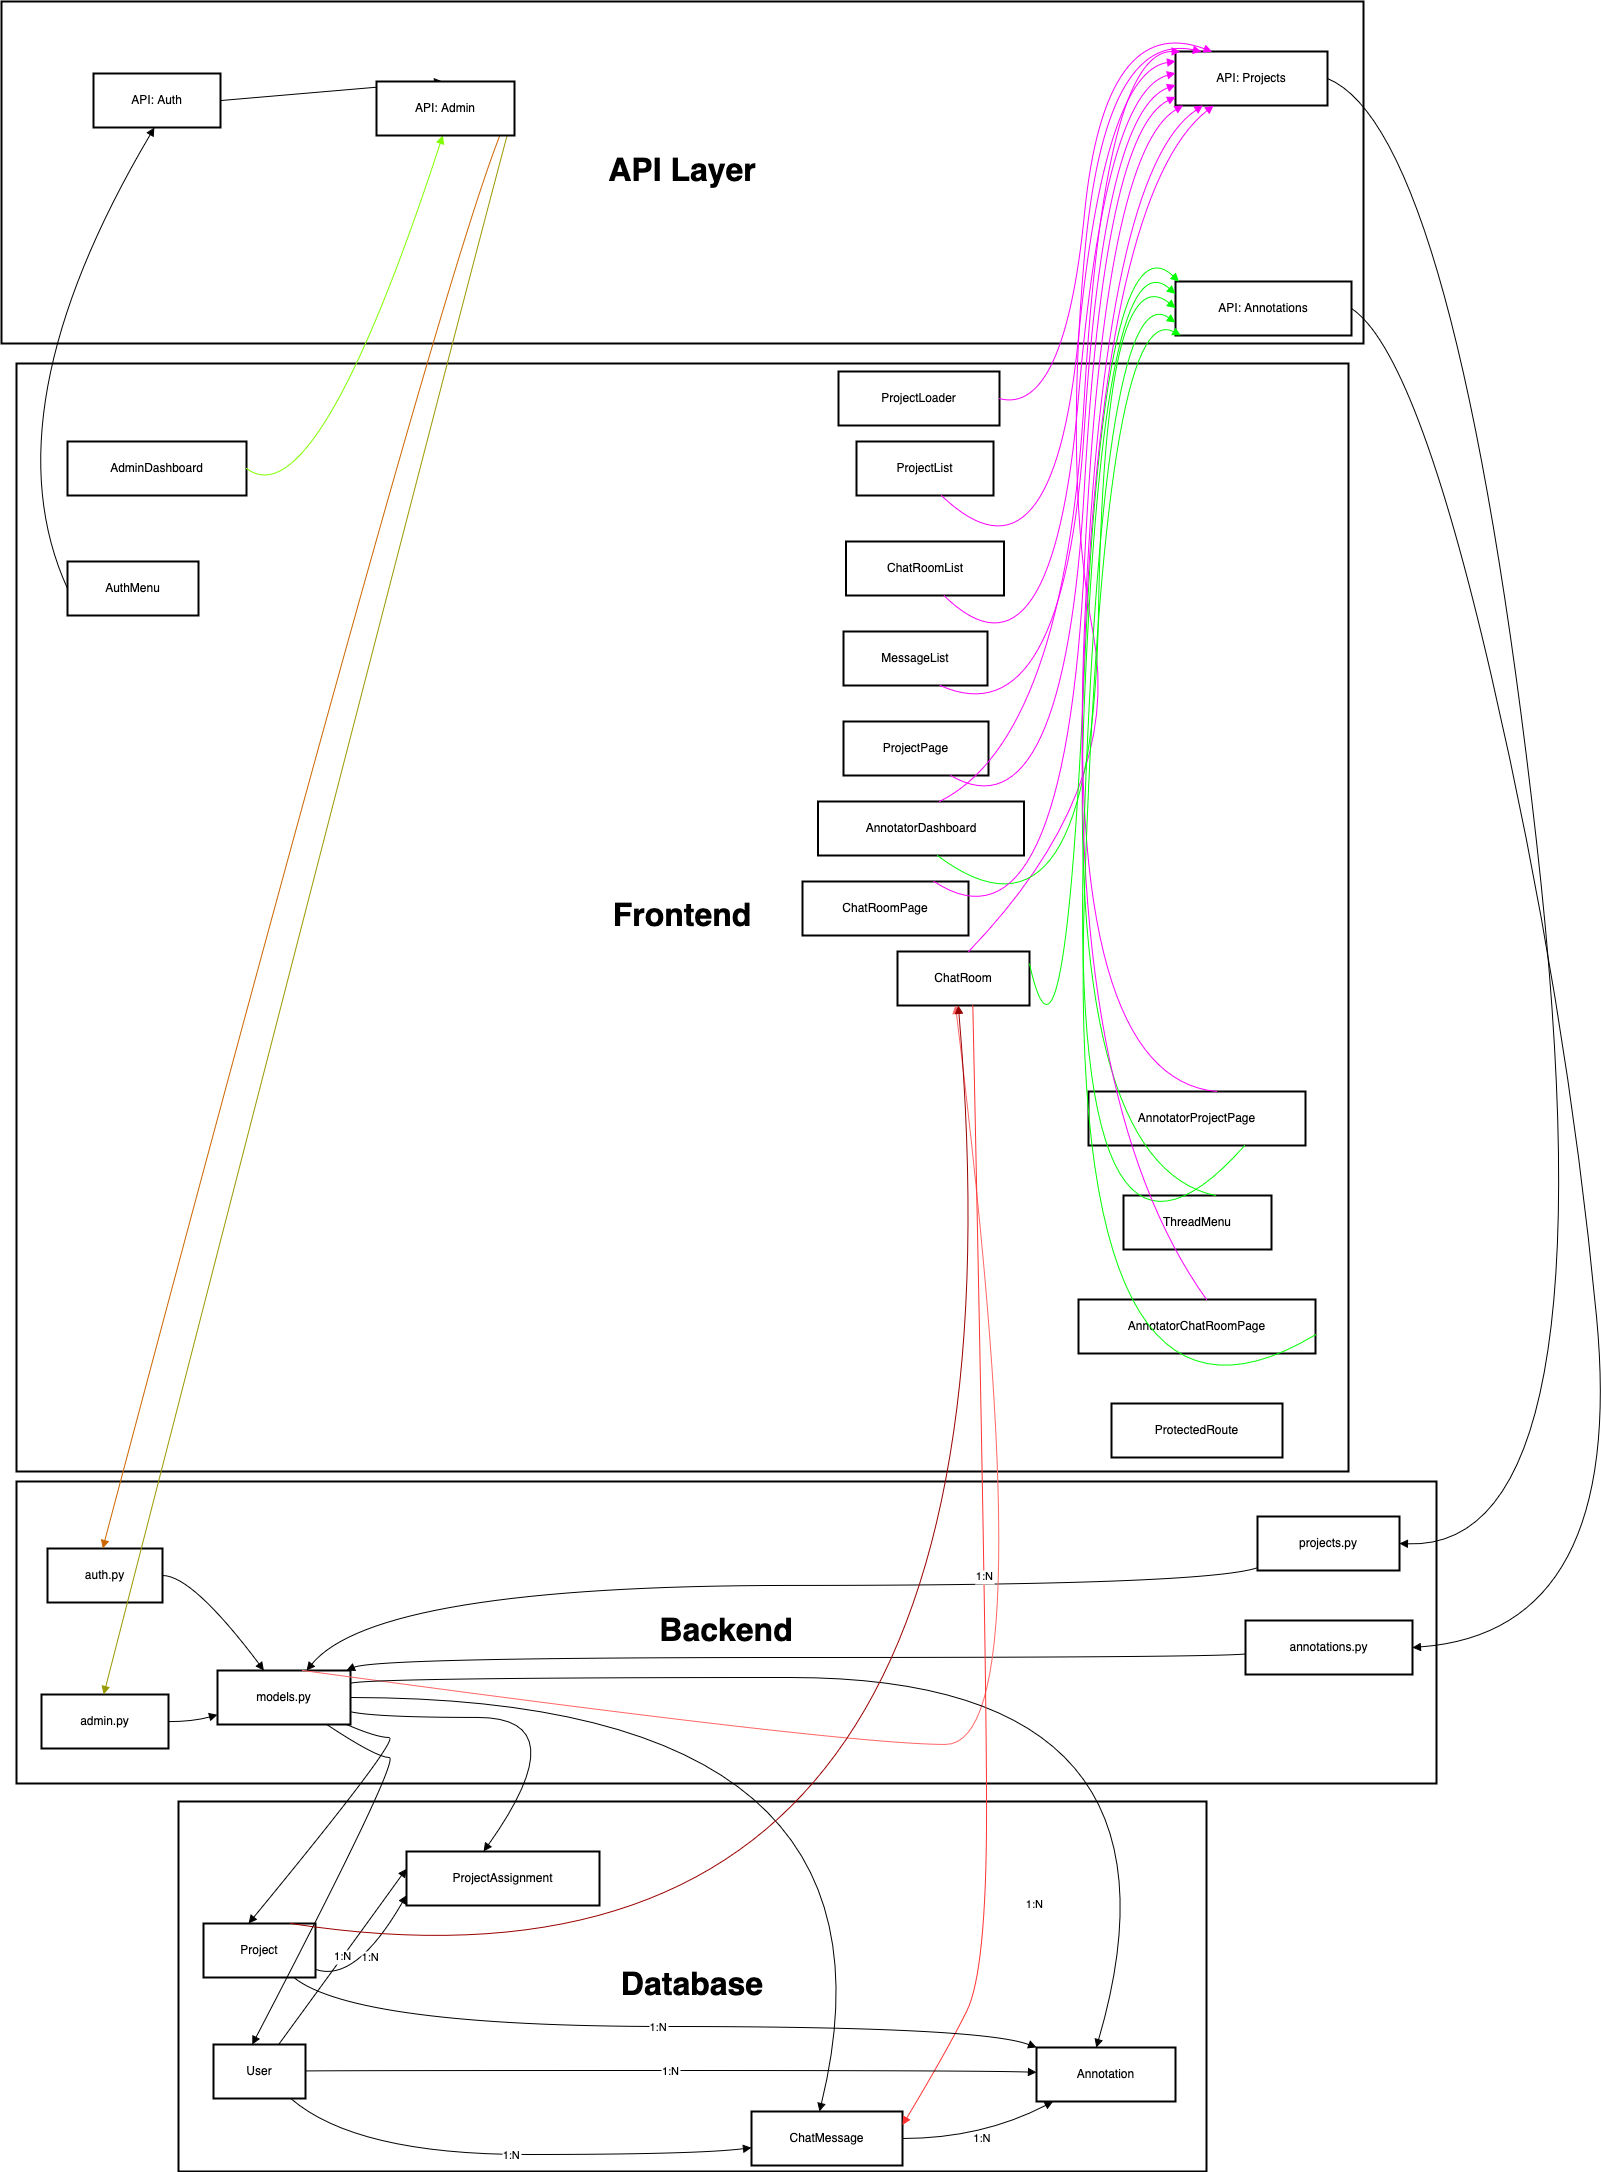 API: Projects
API: Auth
API: Admin
API Layer
API: Annotations
ProjectLoader
AdminDashboard
ProjectList
ChatRoomList
AuthMenu
MessageList
ProjectPage
AnnotatorDashboard
ChatRoomPage
Frontend
ChatRoom
AnnotatorProjectPage
ThreadMenu
AnnotatorChatRoomPage
ProtectedRoute
projects.py
auth.py
1:N
Backend
annotations.py
models.py
admin.py
ProjectAssignment
1:N
Project
1:N
1:N
Database
1:N
User
1:N
Annotation
ChatMessage
1:N
1:N